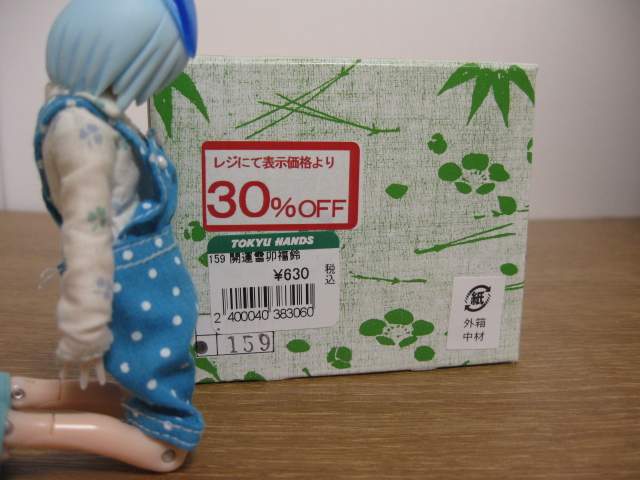 レジにて表示価格より
30%OFF
TOKYU HANDS
159 開運雪卯福鈴
¥630
税込
2 400040 383060
159
紙
外箱
中材